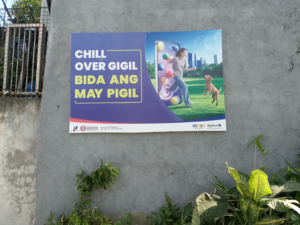 CHILL
OVER GIGIL
BIDA ANG
MAY PIGIL